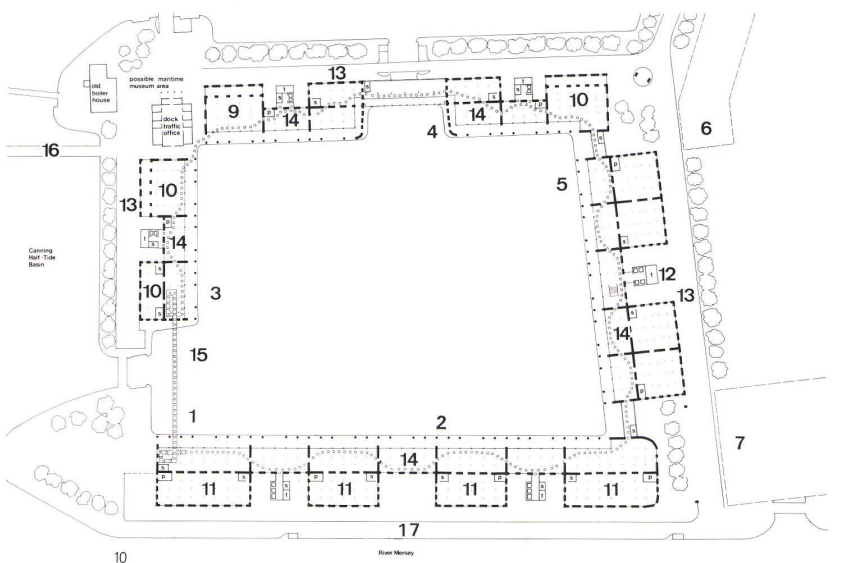 old
boiler
house
possible maritime
museum area
dock
traffic
office
13
9
14
4
14
10
6
16
13
10
5
Canning
Half-Tide
Basin
14
10
3
12
13
14
15
1
2
7
14
11
11
11
11
17
10
River Mersey
t
s
p
s
s
t
s
s
p
s
p
s
t
s
s
s
p
s
t
s
p
s
s
p
s
p
s
s
t
p
s
s
p
s
t
s
p